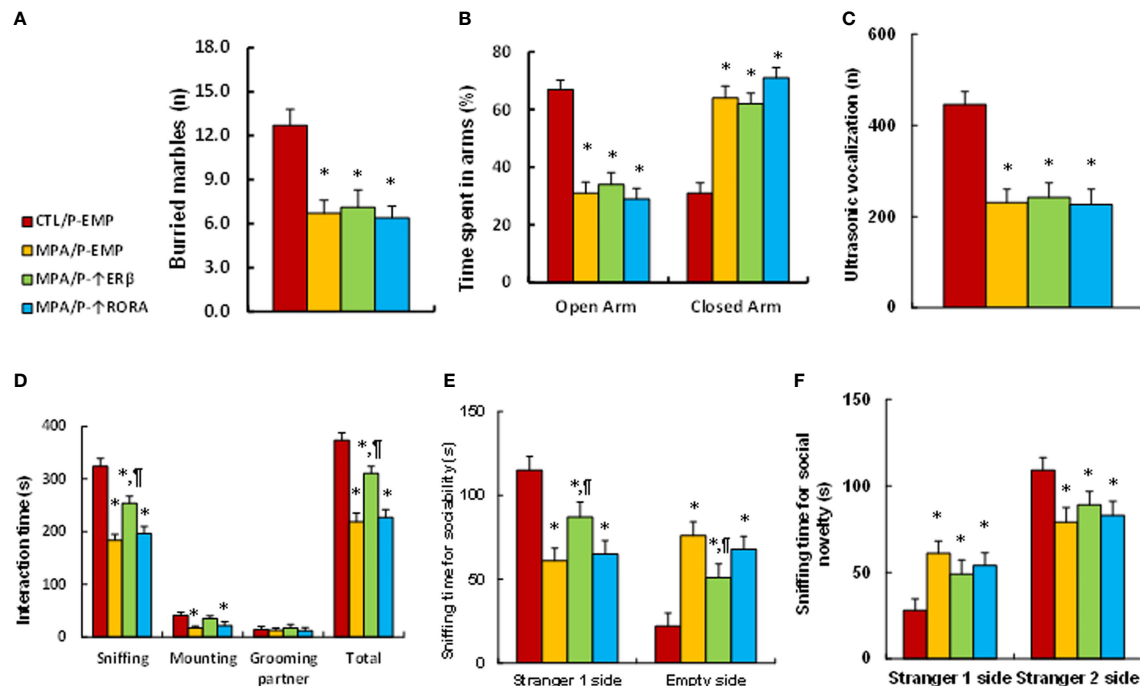 A
Burried marbles (n)
18.0
15.0
12.0
9.0
6.0
3.0
0.0
CTL/P-EMP
MPA/P-EMP
MPA/P-↑ERβ
MPA/P-↑RORA
* * *
B
Time spent in arms (%)
80
60
40
20
0
* * *
* * *
Open Arm Closed Arm
C
Ultrasonic vocalization (n)
600
400
200
0
* * *
D
Interaction time (s)
400
300
200
100
0
* *,¶ *
* *
* *,¶ *
Sniffing Mounting Grooming partner Total
E
Sniffing time for sociability (s)
150
100
50
0
* *,¶ *
* *,¶ *
Stranger 1 side Empty side
F
Sniffing time for social
novelty (s)
150
100
50
0
* * *
* * *
Stranger 1 side Stranger 2 side